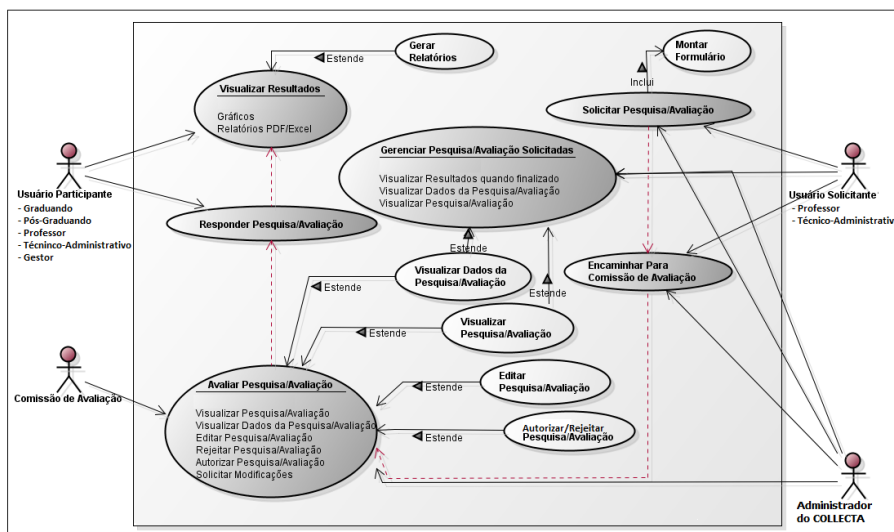 Gerar
Relatórios
Estende
Montar
Formulário
Inclui
Visualizar Resultados
Gráficos
Relatórios PDF/Excel
Solicitar Pesquisa/Avaliação
Gerenciar Pesquisa/Avaliação Solicitadas
Visualizar Resultados quando finalizado
Visualizar Dados da Pesquisa/Avaliação
Visualizar Pesquisa/Avaliação
Usuário Participante
- Graduando
- Pós-Graduando
- Professor
- Técninco-Administrativo
- Gestor
Usuário Solicitante
- Professor
- Técnico-Administrativo
Responder Pesquisa/Avaliação
Estende
Visualizar Dados da
Pesquisa/Avaliação
Estende
Encaminhar Para
Comissão de Avaliação
Estende
Visualizar
Pesquisa/Avaliação
Estende
Comissão de Avaliação
Avaliar Pesquisa/Avaliação
Visualizar Pesquisa/Avaliação
Visualizar Dados da Pesquisa/Avaliação
Editar Pesquisa/Avaliação
Rejeitar Pesquisa/Avaliação
Autorizar Pesquisa/Avaliação
Solicitar Modificações
Editar
Pesquisa/Avaliação
Estende
Autorizar/Rejeitar
Pesquisa/Avaliação
Estende
Administrador
do COLLECTA